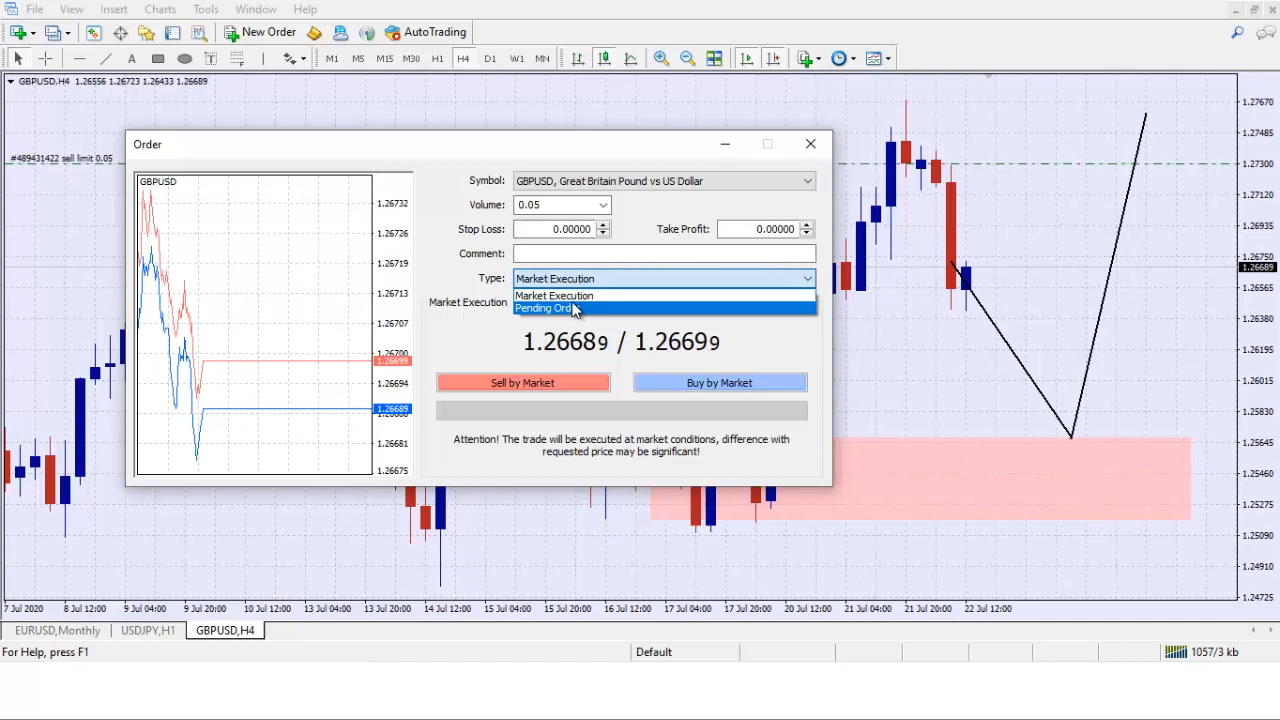 File View Insert Charts Tools Window Help
New Order AutoTrading
A T M1 M5 M15 M30 H1 H4 D1 W1 MN
GBPUSD,H4 1.26556 1.26723 1.26433 1.26689
1.27670
1.27485
#489431422 sell limit 0.05
1.27300
1.27120
1.26935
1.26750
1.26689
1.26565
1.26380
1.26195
1.26015
1.25830
1.25645
1.25460
1.25275
1.25090
1.24910
1.24725
Order
GBPUSD
1.26732
1.26726
1.26719
1.26713
1.26707
1.26700
1.26699
1.26694
1.26689
1.26681
1.26675
Symbol: GBPUSD, Great Britain Pound vs US Dollar
Volume: 0.05
Stop Loss: 0.00000 Take Profit: 0.00000
Comment:
Type: Market Execution
Market Execution
Pending Ord
Market Execution
1.26689 / 1.26699
Sell by Market Buy by Market
Attention! The trade will be executed at market conditions, difference with
requested price may be significant!
7 Jul 2020 8 Jul 12:00 9 Jul 04:00 9 Jul 20:00 10 Jul 12:00 13 Jul 04:00 13 Jul 20:00 14 Jul 12:00 15 Jul 04:00 15 Jul 20:00 16 Jul 12:00 17 Jul 04:00 17 Jul 20:00 20 Jul 12:00 21 Jul 04:00 21 Jul 20:00 22 Jul 12:00
EURUSD,Monthly USDJPY,H1 GBPUSD,H4
For Help, press F1 Default 1057/3 kb